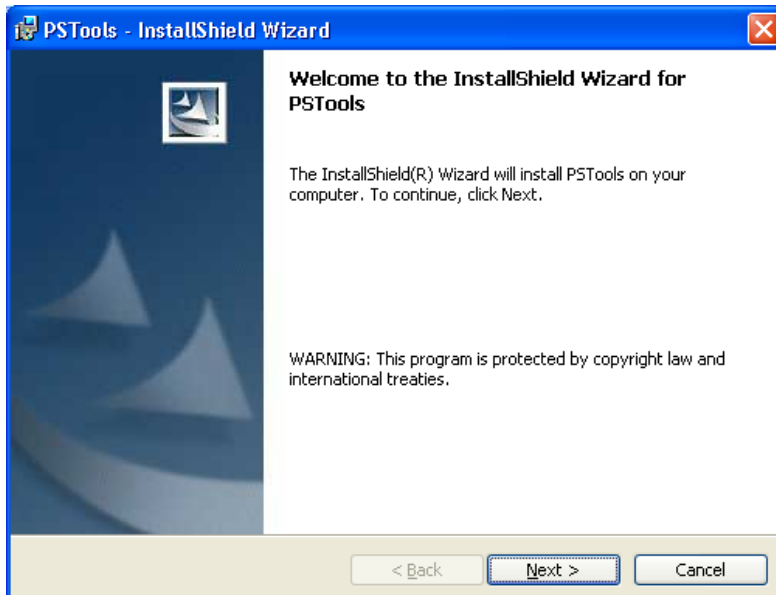 PSTools - InstallShield Wizard
Welcome to the InstallShield Wizard for
PSTools
The InstallShield(R) Wizard will install PSTools on your
computer. To continue, click Next.
WARNING: This program is protected by copyright law and
international treaties.
< Back
Next >
Cancel